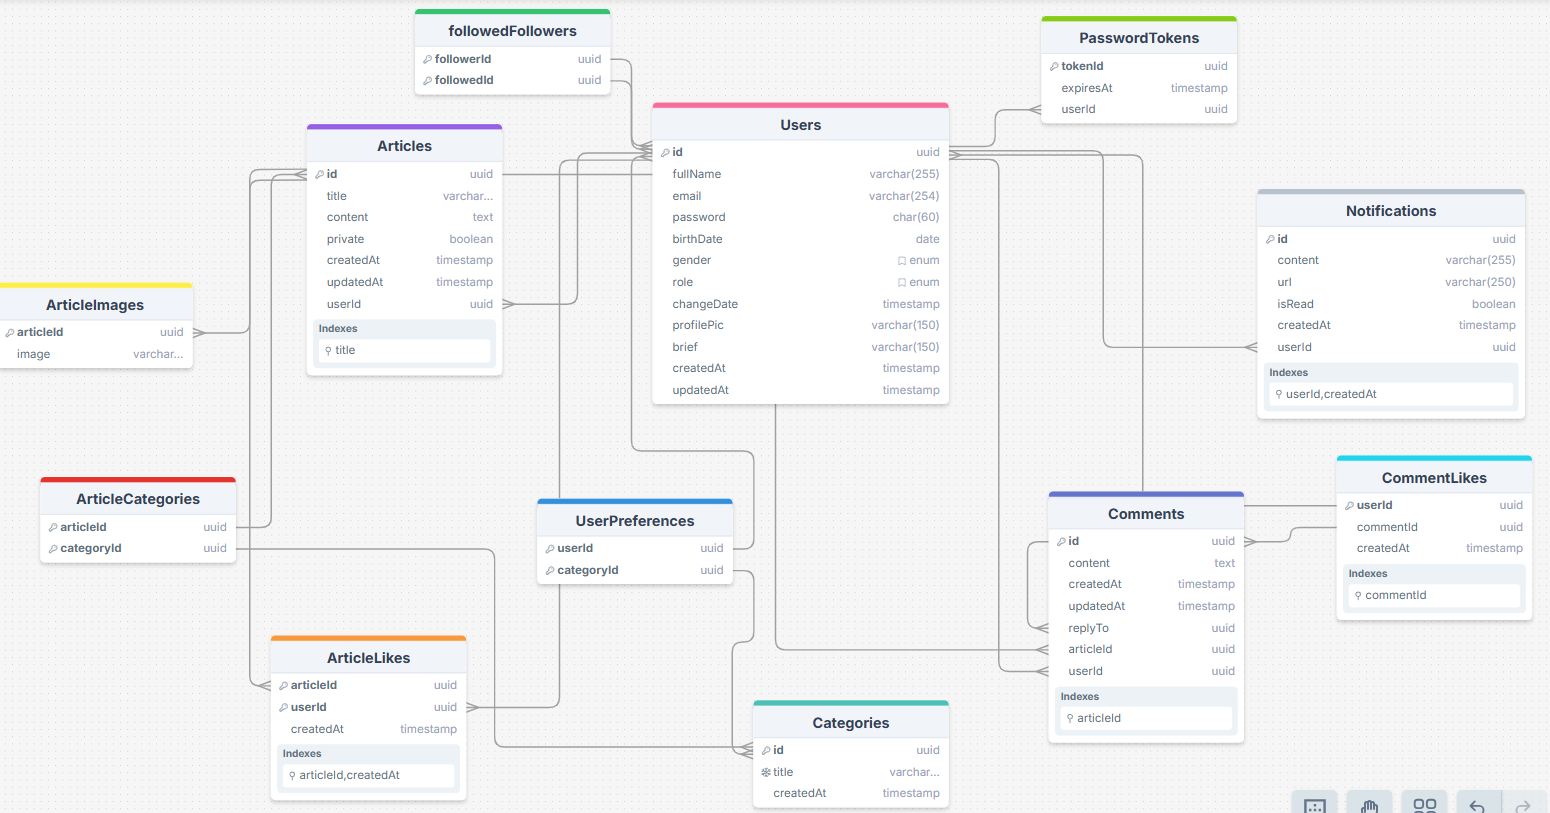 followedFollowers
followerId uuid
followedId uuid
PasswordTokens
tokenId uuid
expiresAt timestamp
userId uuid
Users
id uuid
fullName varchar(255)
email varchar(254)
password char(60)
birthDate date
gender enum
role enum
changeDate timestamp
profilePic varchar(150)
brief varchar(150)
createdAt timestamp
updatedAt timestamp
Articles
id uuid
title varchar...
content text
private boolean
createdAt timestamp
updatedAt timestamp
userId uuid
Indexes
title
Notifications
id uuid
content varchar(255)
url varchar(250)
isRead boolean
createdAt timestamp
userId uuid
Indexes
userId,createdAt
ArticleImages
articleId uuid
image varchar...
ArticleCategories
articleId uuid
categoryId uuid
UserPreferences
userId uuid
categoryId uuid
Comments
id uuid
content text
createdAt timestamp
updatedAt timestamp
replyTo uuid
articleId uuid
userId uuid
Indexes
articleId
CommentLikes
userId uuid
commentId uuid
createdAt timestamp
Indexes
commentId
ArticleLikes
articleId uuid
userId uuid
createdAt timestamp
Indexes
articleId,createdAt
Categories
id uuid
title varchar...
createdAt timestamp